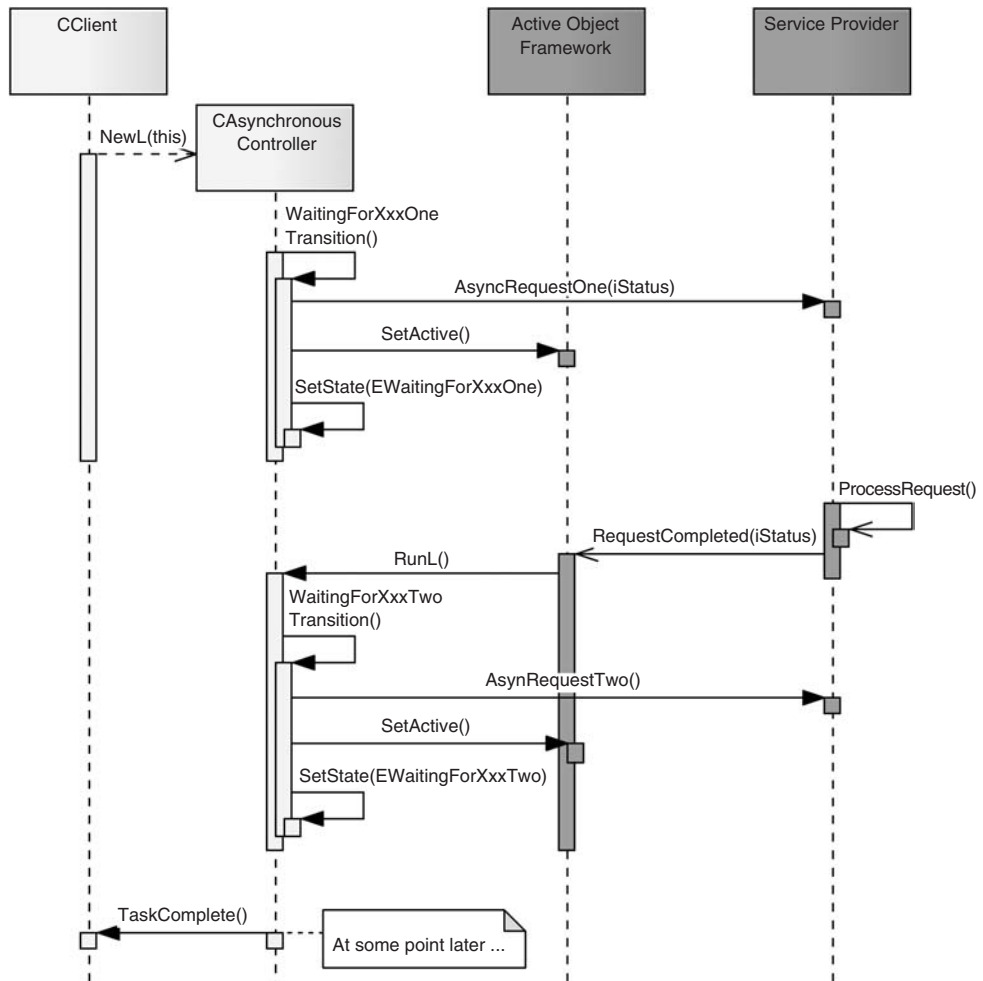 CClient
Active Object
Framework
Service Provider
CAsynchronous
Controller
NewL(this)
WaitingForXxxOne
Transition()
AsyncRequestOne(iStatus)
SetActive()
SetState(EWaitingForXxxOne)
ProcessRequest()
RequestCompleted(iStatus)
RunL()
WaitingForXxxTwo
Transition()
AsynRequestTwo()
SetActive()
SetState(EWaitingForXxxTwo)
TaskComplete()
At some point later ...